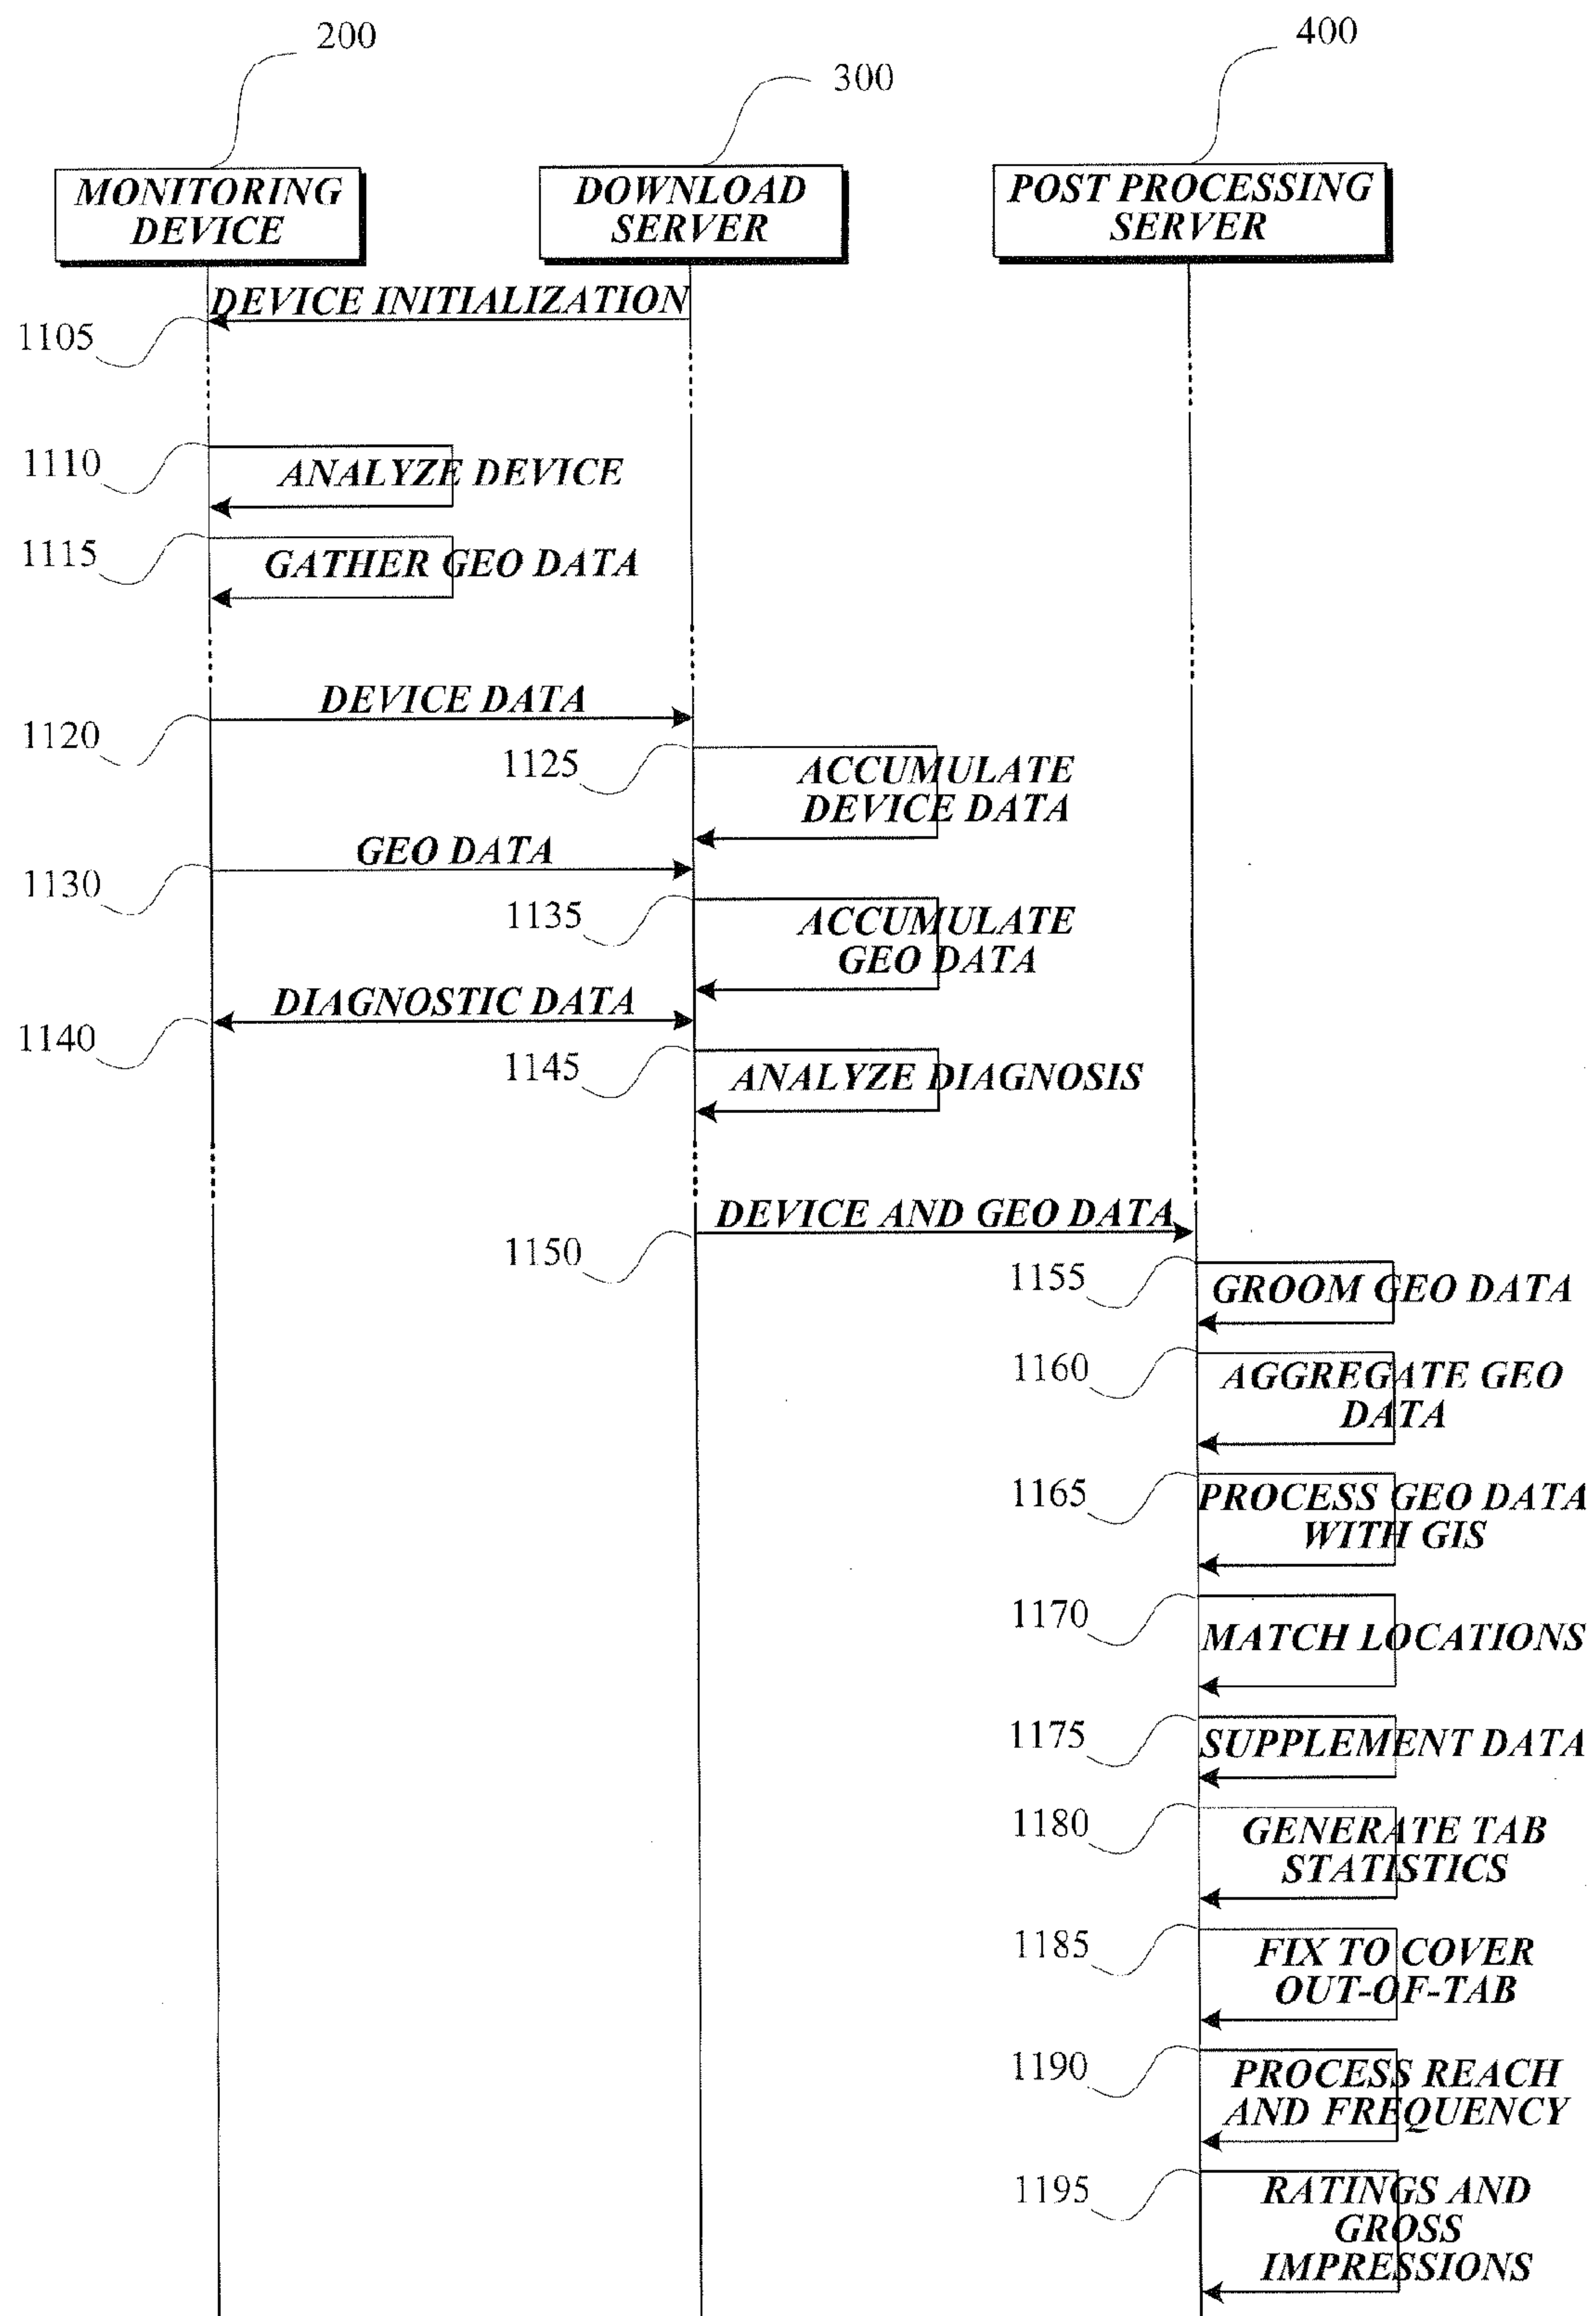 200
300
400
MONITORING
DEVICE
DOWNLOAD
SERVER
POST PROCESSING
SERVER
DEVICE INITIALIZATION
1105
1110
ANALYZE DEVICE
1115
GATHER GEO DATA
DEVICE DATA
1120
1125
ACCUMULATE
DEVICE DATA
GEO DATA
1130
1135
ACCUMULATE
GEO DATA
DIAGNOSTIC DATA
1140
1145
ANALYZE DIAGNOSIS
DEVICE AND GEO DATA
1150
1155
GROOM GEO DATA
1160
AGGREGATE GEO
DATA
1165
PROCESS GEO DATA
WITH GIS
1170
MATCH LOCATIONS
1175
SUPPLEMENT DATA
1180
GENERATE TAB
STATISTICS
1185
FIX TO COVER
OUT-OF-TAB
1190
PROCESS REACH
AND FREQUENCY
1195
RATINGS AND
GROSS
IMPRESSIONS